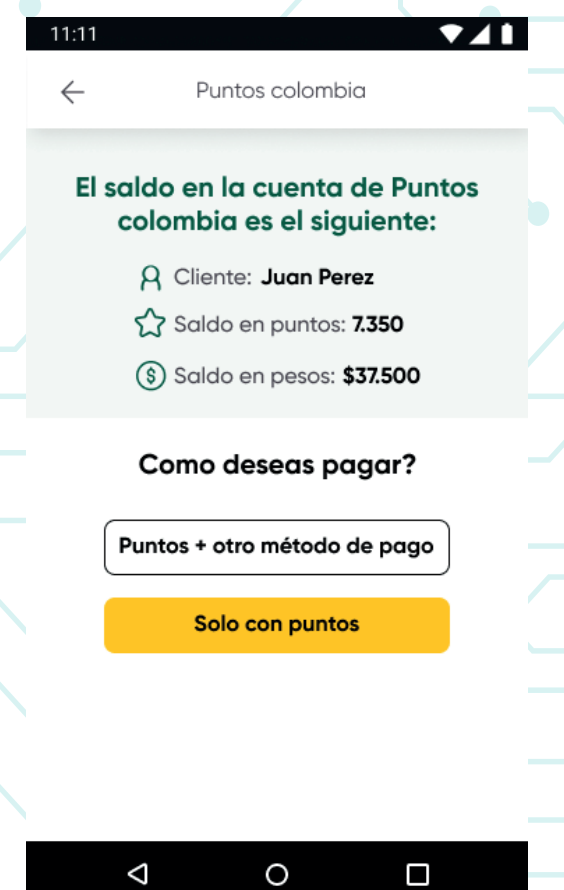 11:11
Puntos colombia
El saldo en la cuenta de Puntos
colombia es el siguiente:
Cliente: Juan Perez
Saldo en puntos: 7.350
Saldo en pesos: $37.500
Como deseas pagar?
Puntos + otro método de pago
Solo con puntos